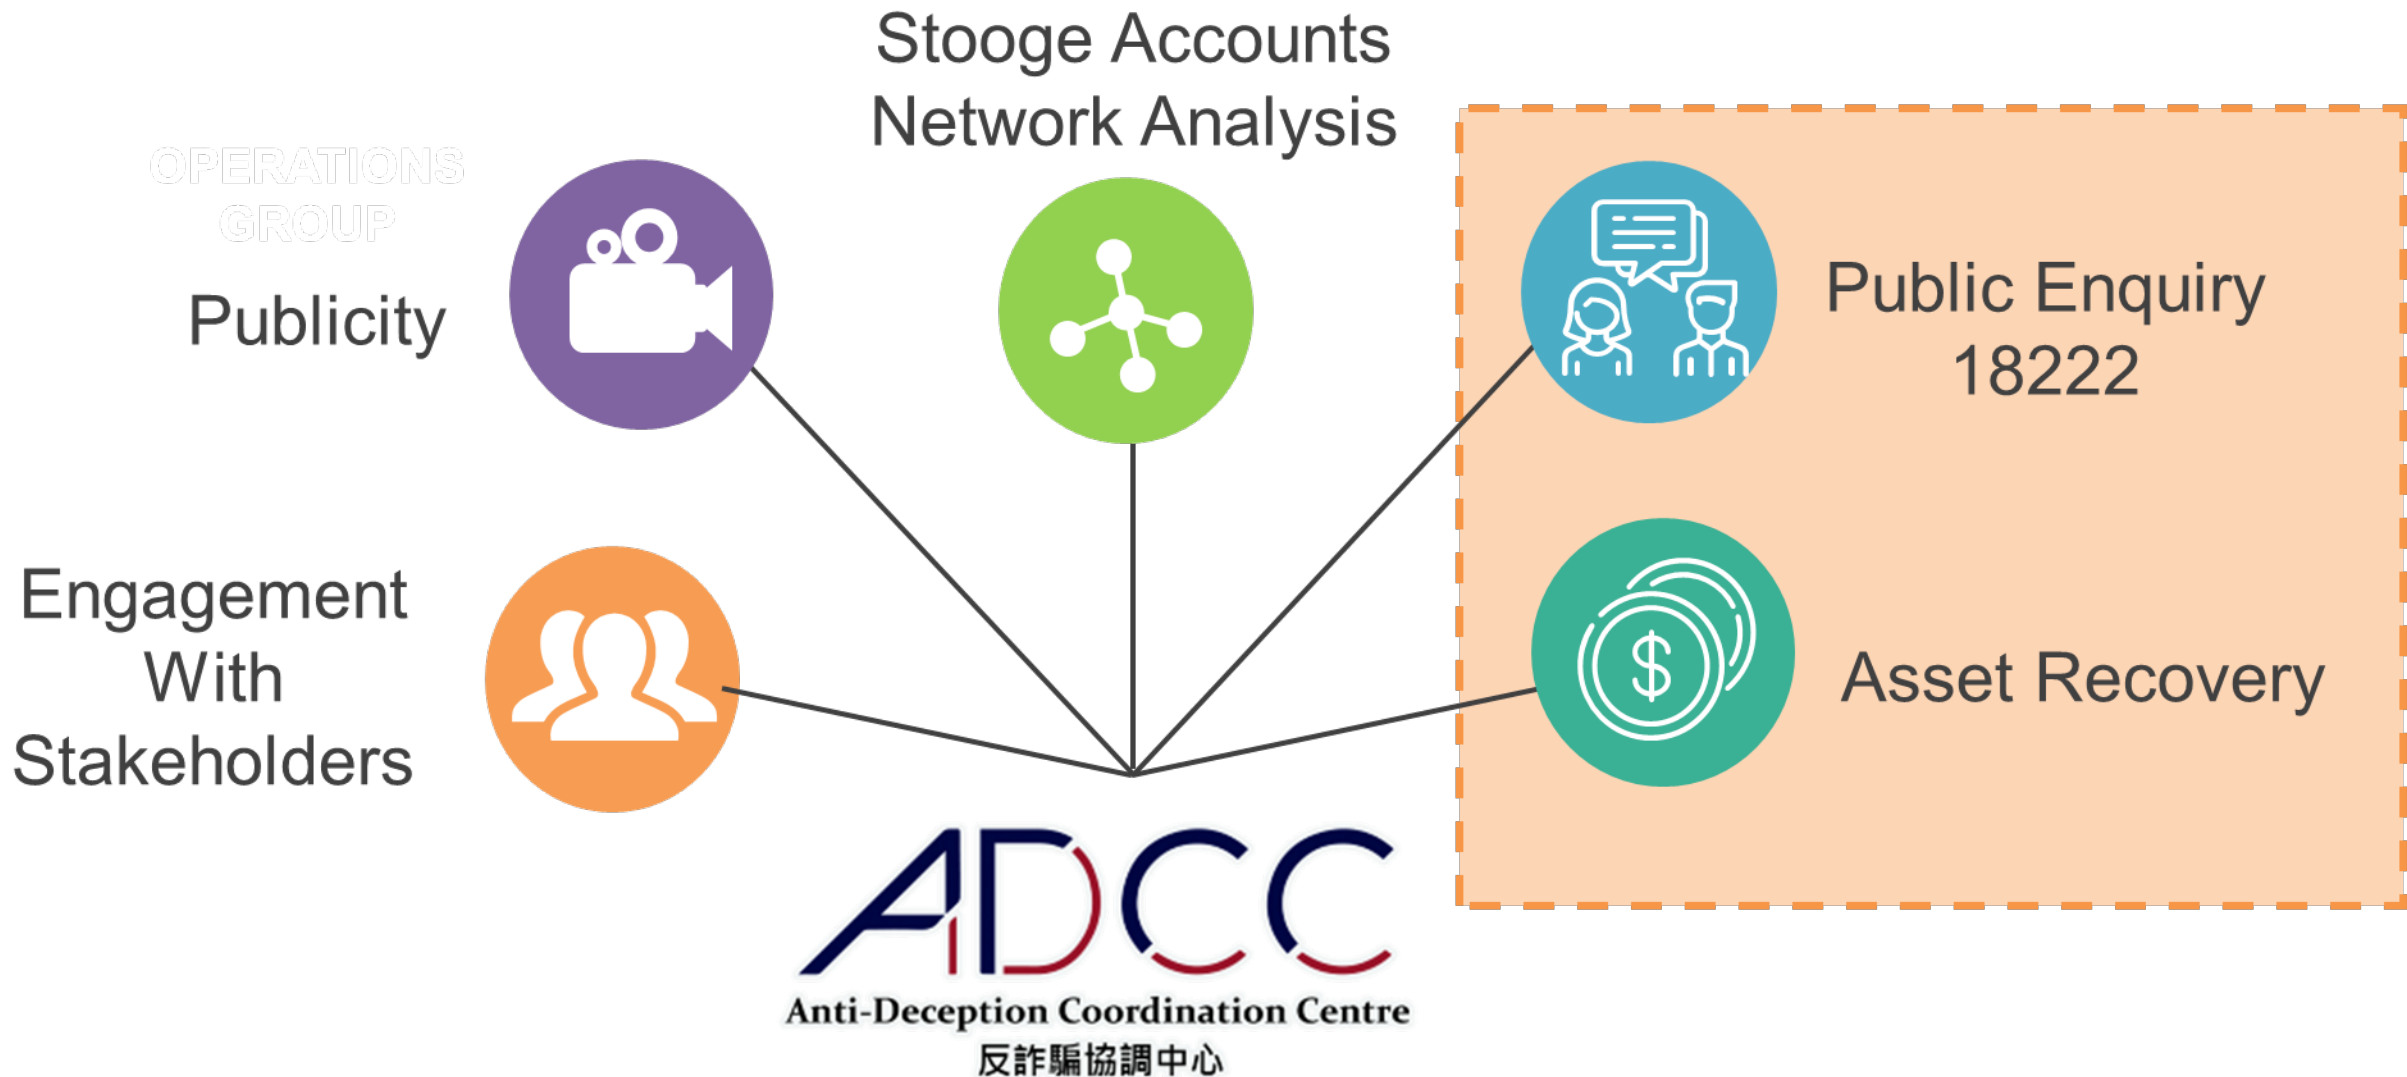 Stooge Accounts
Network Analysis
OPERATIONS
GROUP
Publicity
Public Enquiry
18222
Engagement
With
Stakeholders
Asset Recovery
$
ADCC
Anti-Deception Coordination Centre
反詐騙協調中心